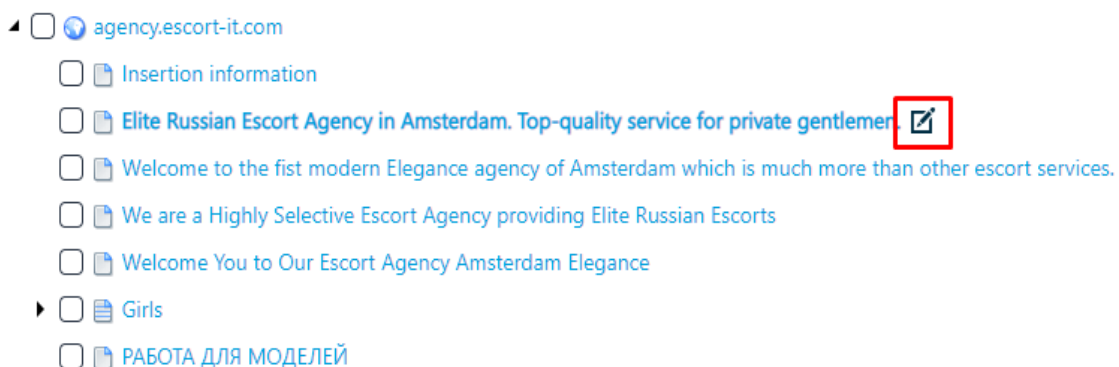 agency.escort-it.com
Insertion information
Elite Russian Escort Agency in Amsterdam. Top-quality service for private gentlemen.
Welcome to the fist modern Elegance agency of Amsterdam which is much more than other escort services.
We are a Highly Selective Escort Agency providing Elite Russian Escorts
Welcome You to Our Escort Agency Amsterdam Elegance
Girls
РАБОТА ДЛЯ МОДЕЛЕЙ